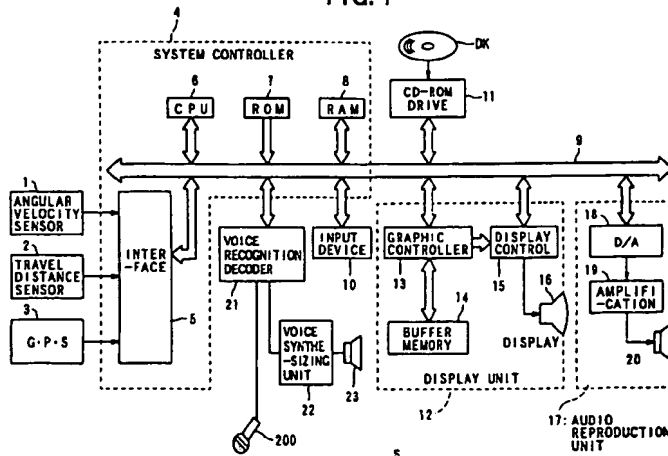 FIG. 1
4
SYSTEM CONTROLLER
DK
6
7
8
CPU
ROM
RAM
CD-ROM
DRIVE
11
9
1
ANGULAR
VELOCITY
SENSOR
2
TRAVEL
DISTANCE
SENSOR
3
G·P·S
INTER
-FACE
5
VOICE
RECOGNITION
DECODER
21
INPUT
DEVICE
10
GRAPHIC
CONTROLLER
13
DISPLAY
CONTROL
15
16
DISPLAY
14
BUFFER
MEMORY
VOICE
SYNTHE
-SIZING
UNIT
22
23
200
DISPLAY UNIT
12
18
D/A
19
AMPLIFI
-CATION
20
17: AUDIO
REPRODUCTION
UNIT